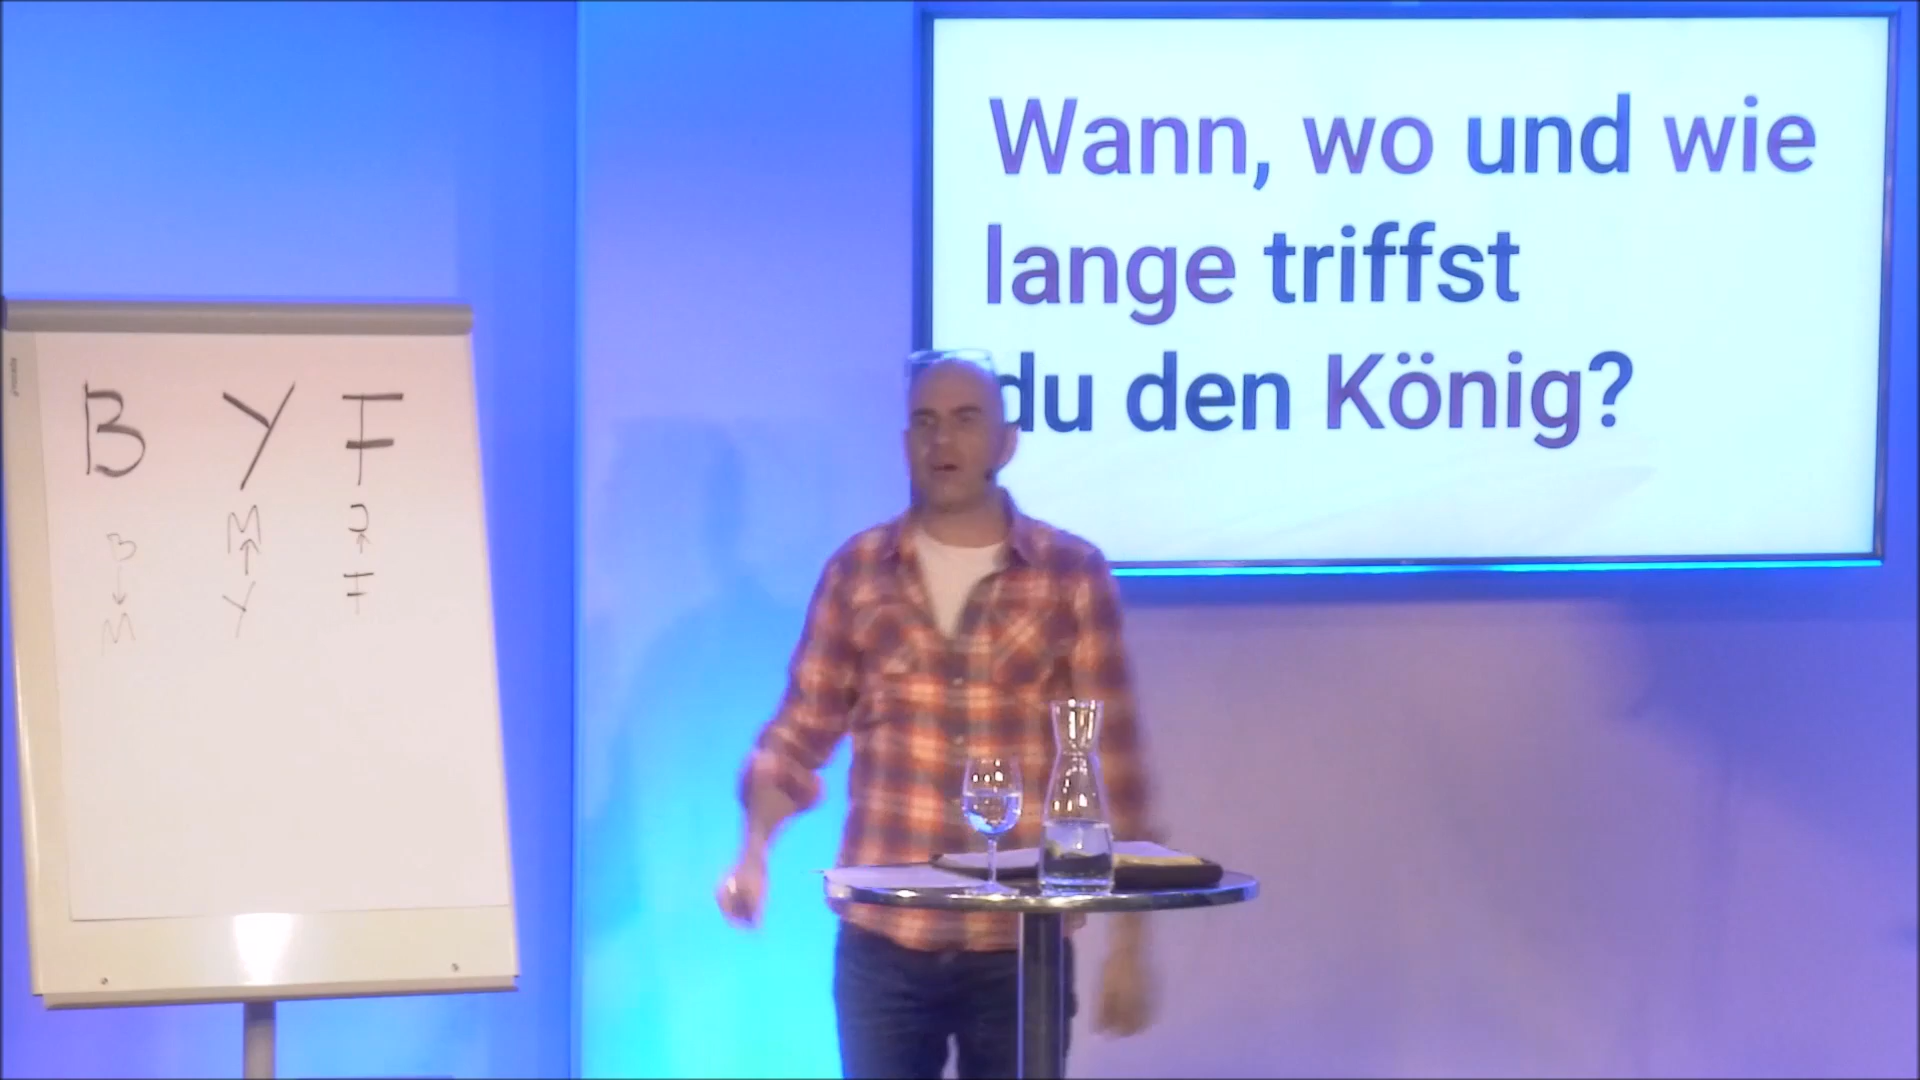 Wann, wo und wie
lange triffst
du den König?
B Y F
B M J
M Y F